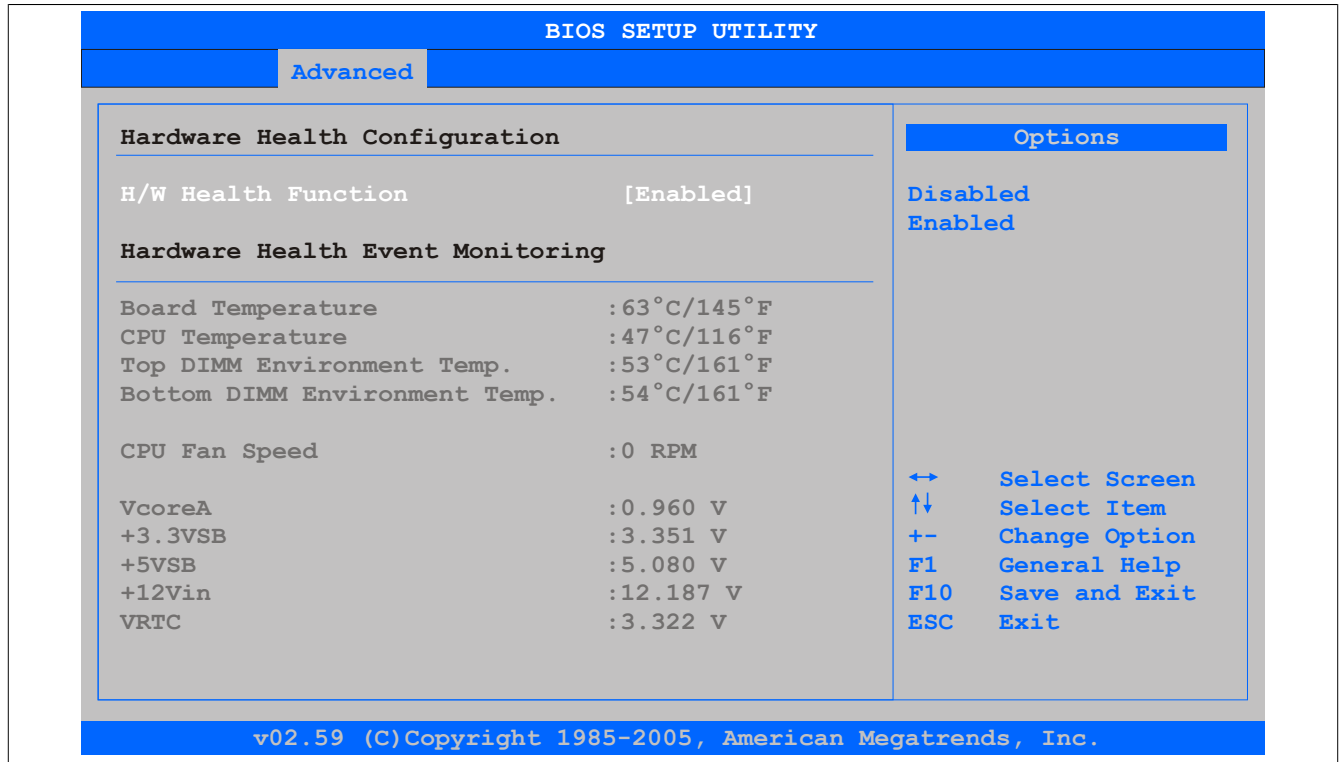 BIOS SETUP UTILITY
Advanced
Hardware Health Configuration
H/W Health Function [Enabled]
Hardware Health Event Monitoring
Board Temperature :63°C/145°F
CPU Temperature :47°C/116°F
Top DIMM Environment Temp. :53°C/161°F
Bottom DIMM Environment Temp. :54°C/161°F
CPU Fan Speed :0 RPM
VcoreA :0.960 V
+3.3VSB :3.351 V
+5VSB :5.080 V
+12Vin :12.187 V
VRTC :3.322 V
Options
Disabled
Enabled
↔ Select Screen
↑↓ Select Item
+- Change Option
F1 General Help
F10 Save and Exit
ESC Exit
v02.59 (C)Copyright 1985-2005, American Megatrends, Inc.